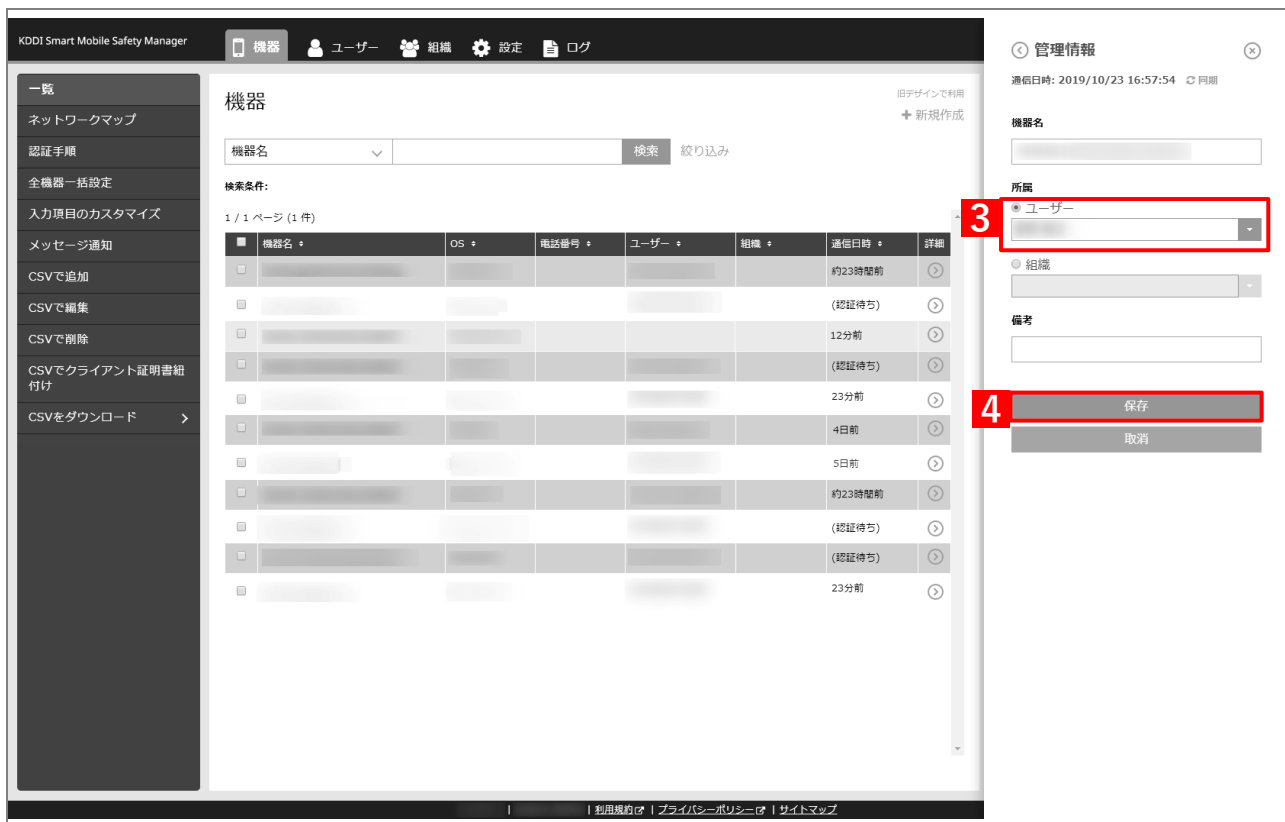 KDDI Smart Mobile Safety Manager
機器
ユーザー
組織
設定
ログ
一覧
ネットワークマップ
認証手順
全機器一括設定
入力項目のカスタマイズ
メッセージ通知
CSVで追加
CSVで編集
CSVで削除
CSVでクライアント証明書紐
付け
CSVをダウンロード
機器
旧デザインで利用
+ 新規作成
機器名
検索
絞り込み
検索条件:
1 / 1 ページ (1 件)
機器名 OS 電話番号 ユーザー 組織 通信日時 詳細
約23時間前
(認証待ち)
12分前
(認証待ち)
23分前
4日前
5日前
約23時間前
(認証待ち)
(認証待ち)
23分前
管理情報
通信日時: 2019/10/23 16:57:54 同期
機器名
所属
3
ユーザー
組織
備考
4
保存
取消
| | 利用規約 | プライバシーポリシー | サイトマップ